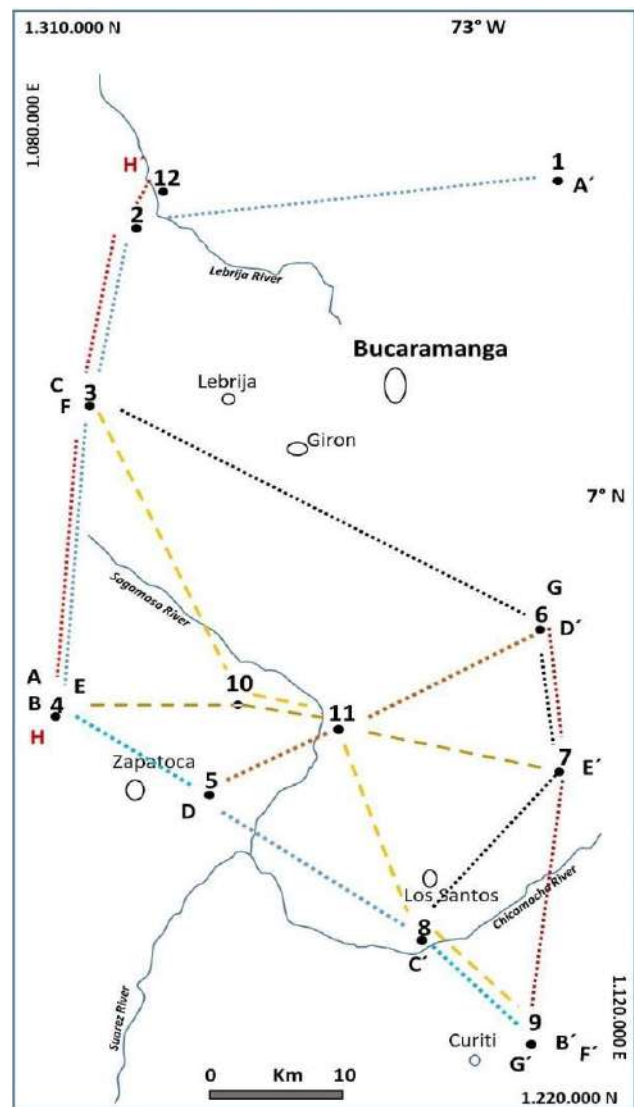 1.310.000 N 73° W
1.080.000 E
H´ 12 1
A´
2
Lebrija River
Bucaramanga
C
F 3 Lebrija
Giron
7° N
Sogamoso River
G
6
D´
A
B 4 E
H
10
11
Zapatoca
5
D
7
E´
Los Santos
Chicamocha River
8
C´
Suarez River
9
B´
F´
G´
Curiti
1.120.000 E
0 Km 10
1.220.000 N